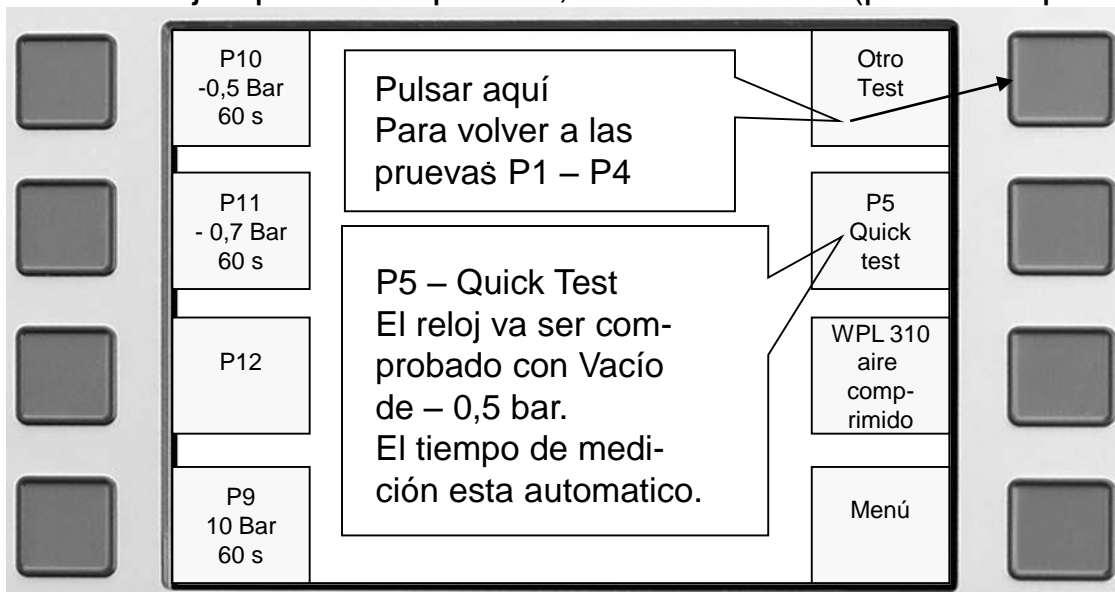 P10
-0,5 Bar
60 s
P11
- 0,7 Bar
60 s
P12
P9
10 Bar
60 s
Pulsar aquí
Para volver a las
pruevas P1 – P4
P5 – Quick Test
El reloj va ser com-
probado con Vacío
de – 0,5 bar.
El tiempo de medi-
ción esta automatico.
Otro
Test
P5
Quick
test
WPL 310
aire
comp-
rimido
Menú